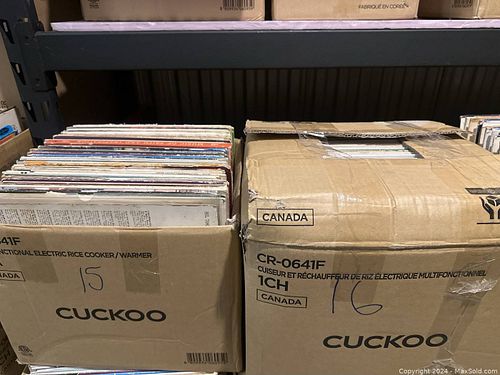 FABRIQUÉ EN CORÉE
641F
NCTIONAL ELECTRIC RICE COOKER / WARMER
NADA
15
CUCKOO
CANADA
CR-0641F
CUISEUR ET RÉCHAUFFEUR DE RIZ ÉLECTRIQUE MULTIFONCTIONNEL
1CH
CANADA
16
CUCKOO
Copyright 2024 - MaxSold.com